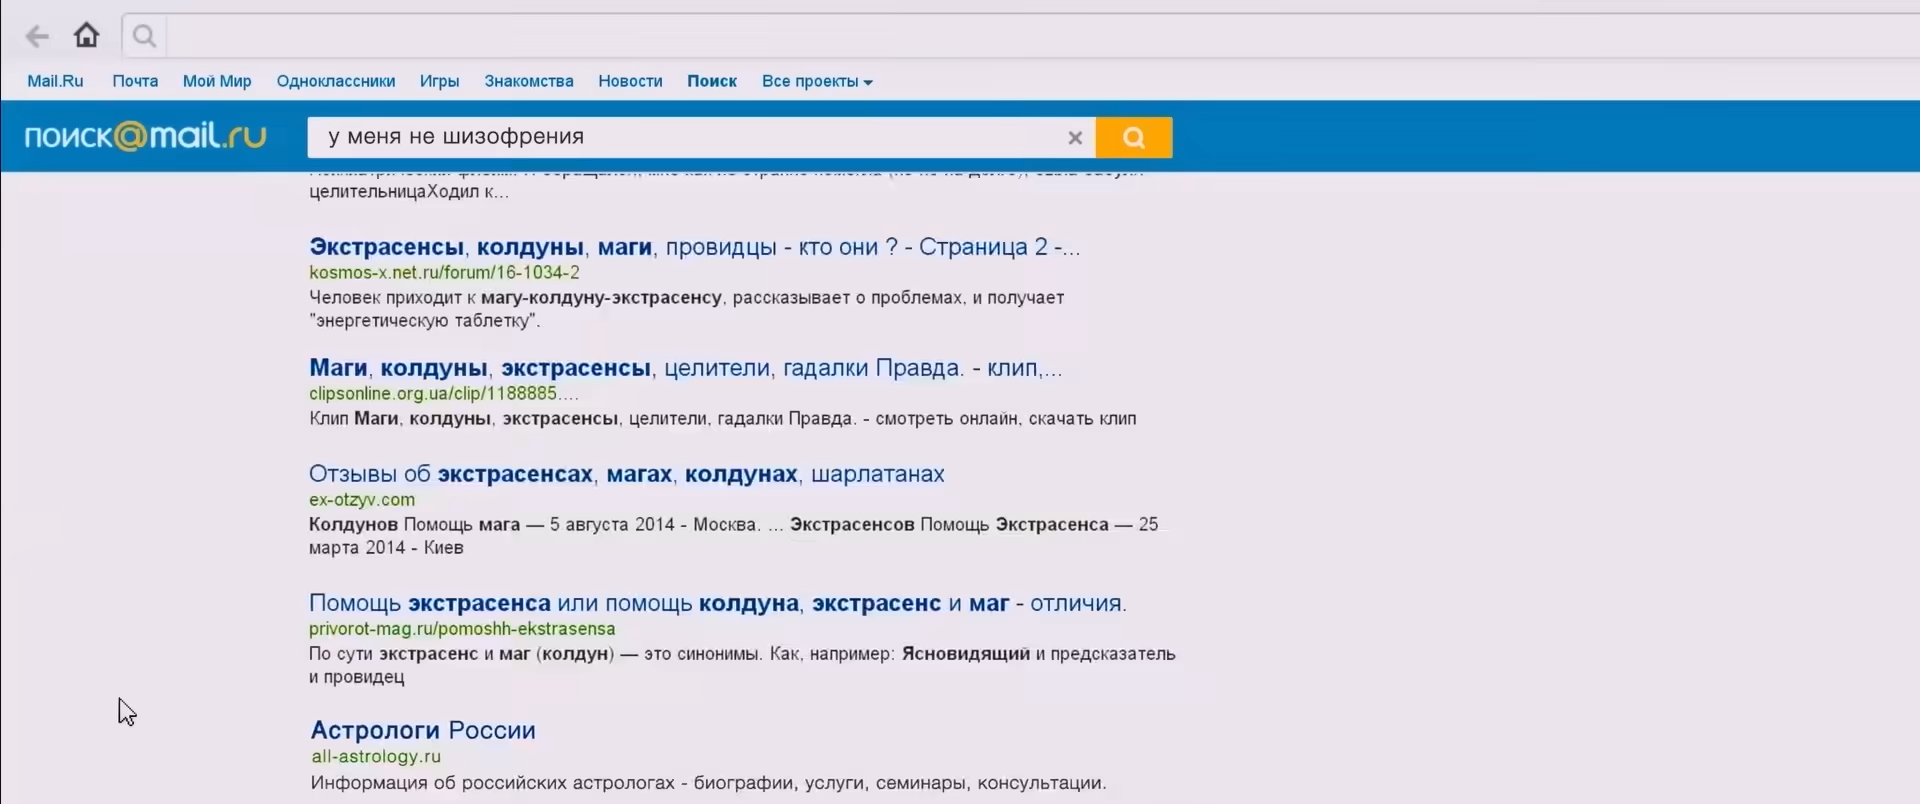 Mail.Ru Почта Мой Мир Одноклассники Игры Знакомства Новости Поиск Все проекты
поиск@mail.ru у меня не шизофрения
целительницаХодил к...
Экстрасенсы, колдуны, маги, провидцы - кто они ? - Страница 2 -...
kosmos-x.net.ru/forum/16-1034-2
Человек приходит к магу-колдуну-экстрасенсу, рассказывает о проблемах, и получает
"энергетическую таблетку".
Маги, колдуны, экстрасенсы, целители, гадалки Правда. - клип,...
clipsonline.org.ua/clip/1188885....
Клип Маги, колдуны, экстрасенсы, целители, гадалки Правда. - смотреть онлайн, скачать клип
Отзывы об экстрасенсах, магах, колдунах, шарлатанах
ex-otzyv.com
Колдунов Помощь мага — 5 августа 2014 - Москва. ... Экстрасенсов Помощь Экстрасенса — 25
марта 2014 - Киев
Помощь экстрасенса или помощь колдуна, экстрасенс и маг - отличия.
privorot-mag.ru/pomoshh-ekstrasensa
По сути экстрасенс и маг (колдун) — это синонимы. Как, например: Ясновидящий и предсказатель
и провидец
Астрологи России
all-astrology.ru
Информация об российских астрологах - биографии, услуги, семинары, консультации.